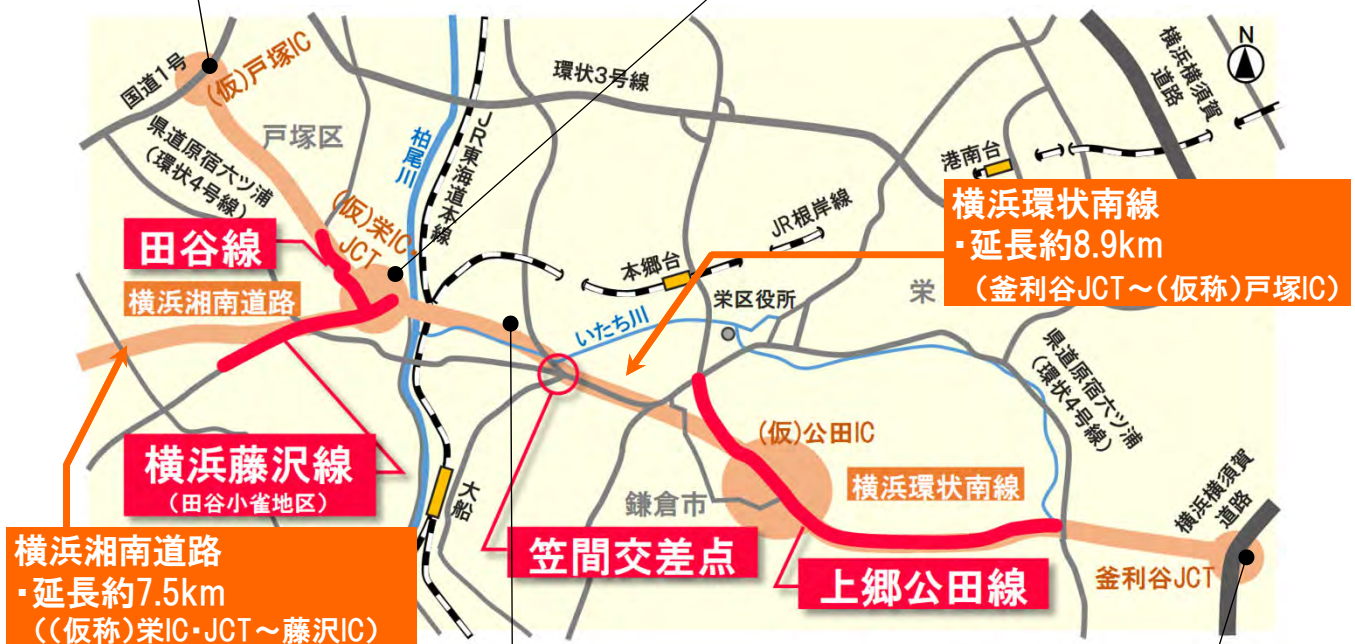 国道1号
(仮)戸塚IC
環状3号線
横浜横須賀
道路
N
戸塚区
県道原宿六ツ浦
(環状4号線)
柏尾川
JR東海道本線
港南台
(仮)栄IC・
JCT
田谷線
横浜湘南道路
本郷台
JR根岸線
栄区役所
栄
横浜環状南線
・延長約8.9km
(釜利谷JCT～(仮称)戸塚IC)
いたち川
県道原宿六ツ浦
(環状4号線)
横浜藤沢線
(田谷小雀地区)
大船
(仮)公田IC
横浜環状南線
鎌倉市
横浜横須賀
道路
笠間交差点
上郷公田線
釜利谷JCT
横浜湘南道路
・延長約7.5km
((仮称)栄IC・JCT～藤沢IC)